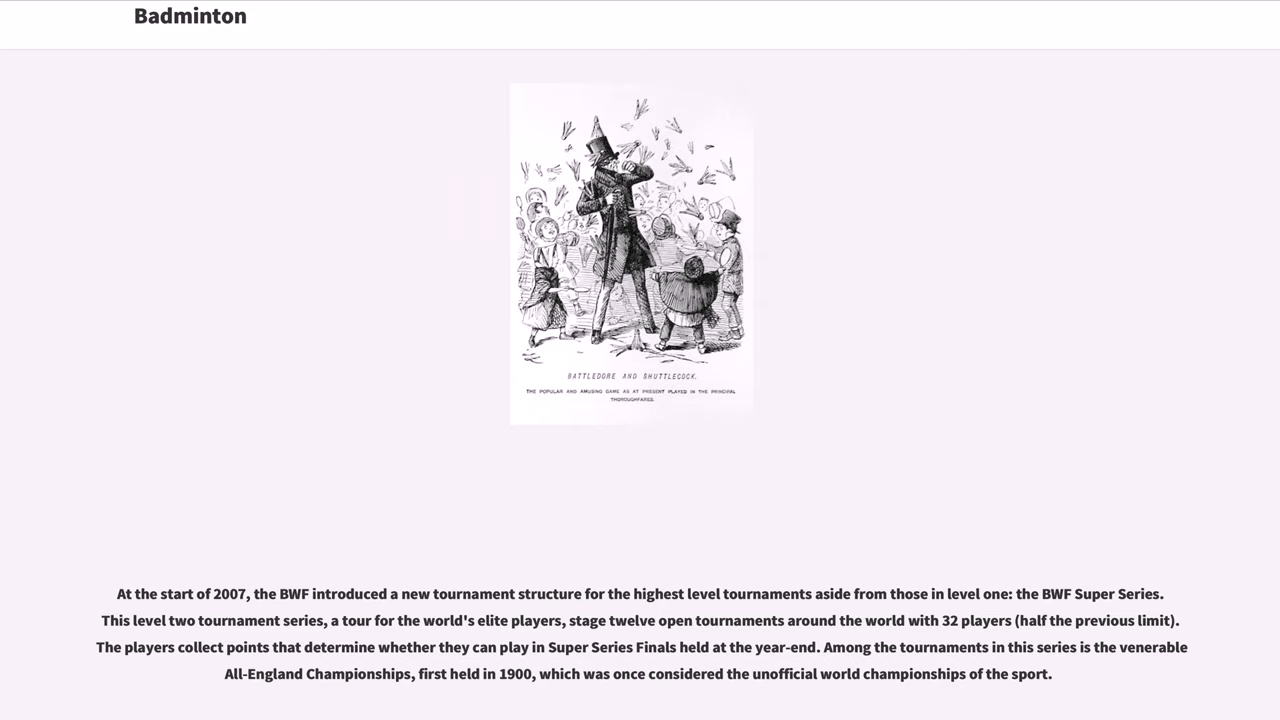 Badminton
BATTLEDORE AND SHUTTLECOCK.
THE POPULAR AND AMUSING GAME AS AT PRESENT PLAYED IN THE PRINCIPAL
THOROUGHFARES.
At the start of 2007, the BWF introduced a new tournament structure for the highest level tournaments aside from those in level one: the BWF Super Series.
This level two tournament series, a tour for the world's elite players, stage twelve open tournaments around the world with 32 players (half the previous limit).
The players collect points that determine whether they can play in Super Series Finals held at the year-end. Among the tournaments in this series is the venerable
All-England Championships, first held in 1900, which was once considered the unofficial world championships of the sport.